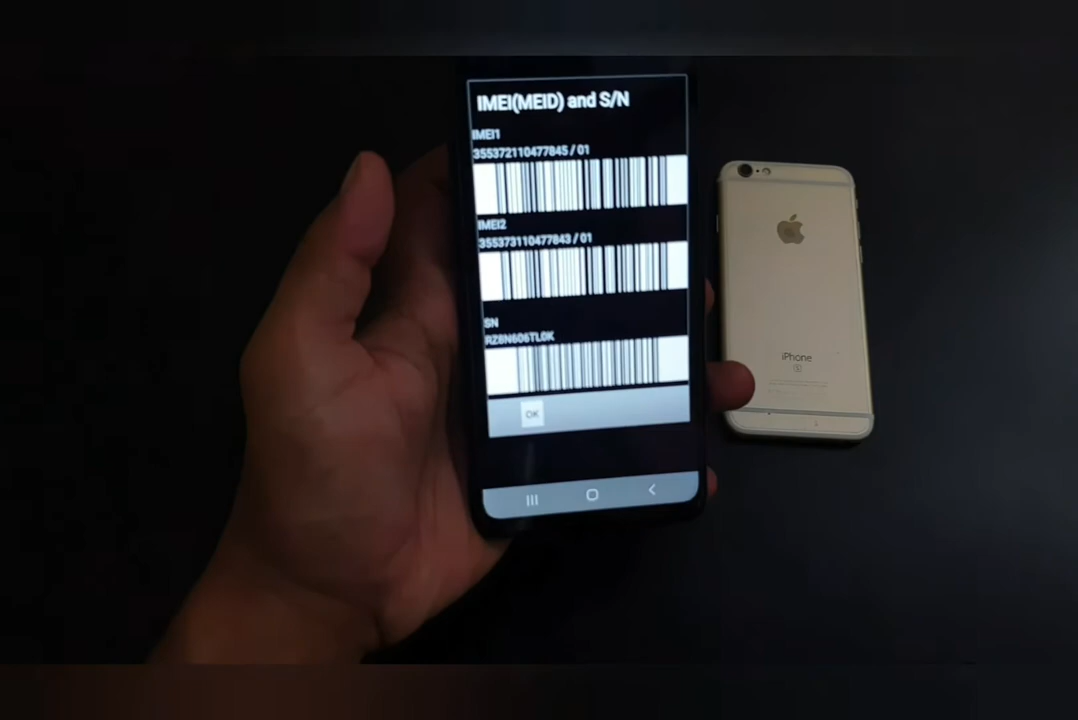 IMEI(MEID) and S/N
IMEI1
355372110477845 / 01
IMEI2
355373110477843 / 01
SN
RZ8N606TL0K
OK
iPhone
S